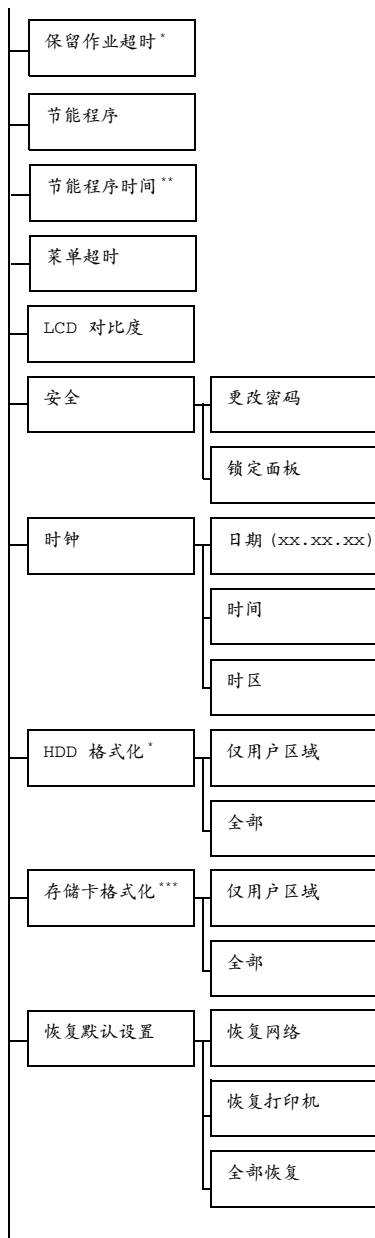 保留作业超时*
节能程序
节能程序时间**
菜单超时
LCD 对比度
安全
更改密码
锁定面板
时钟
日期 (xx.xx.xx)
时间
时区
HDD 格式化*
仅用户区域
全部
存储卡格式化***
仅用户区域
全部
恢复默认设置
恢复网络
恢复打印机
全部恢复